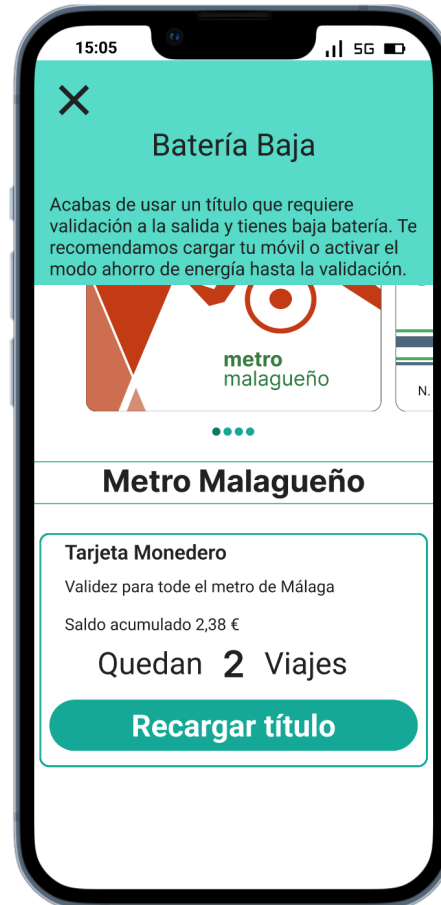 15:05
5G
Batería Baja
Acabas de usar un título que requiere
validación a la salida y tienes baja batería. Te
recomendamos cargar tu móvil o activar el
modo ahorro de energía hasta la validación.
metro
malagueño
N.
Metro Malagueño
Tarjeta Monedero
Validez para tode el metro de Málaga
Saldo acumulado 2,38 €
Quedan 2 Viajes
Recargar título